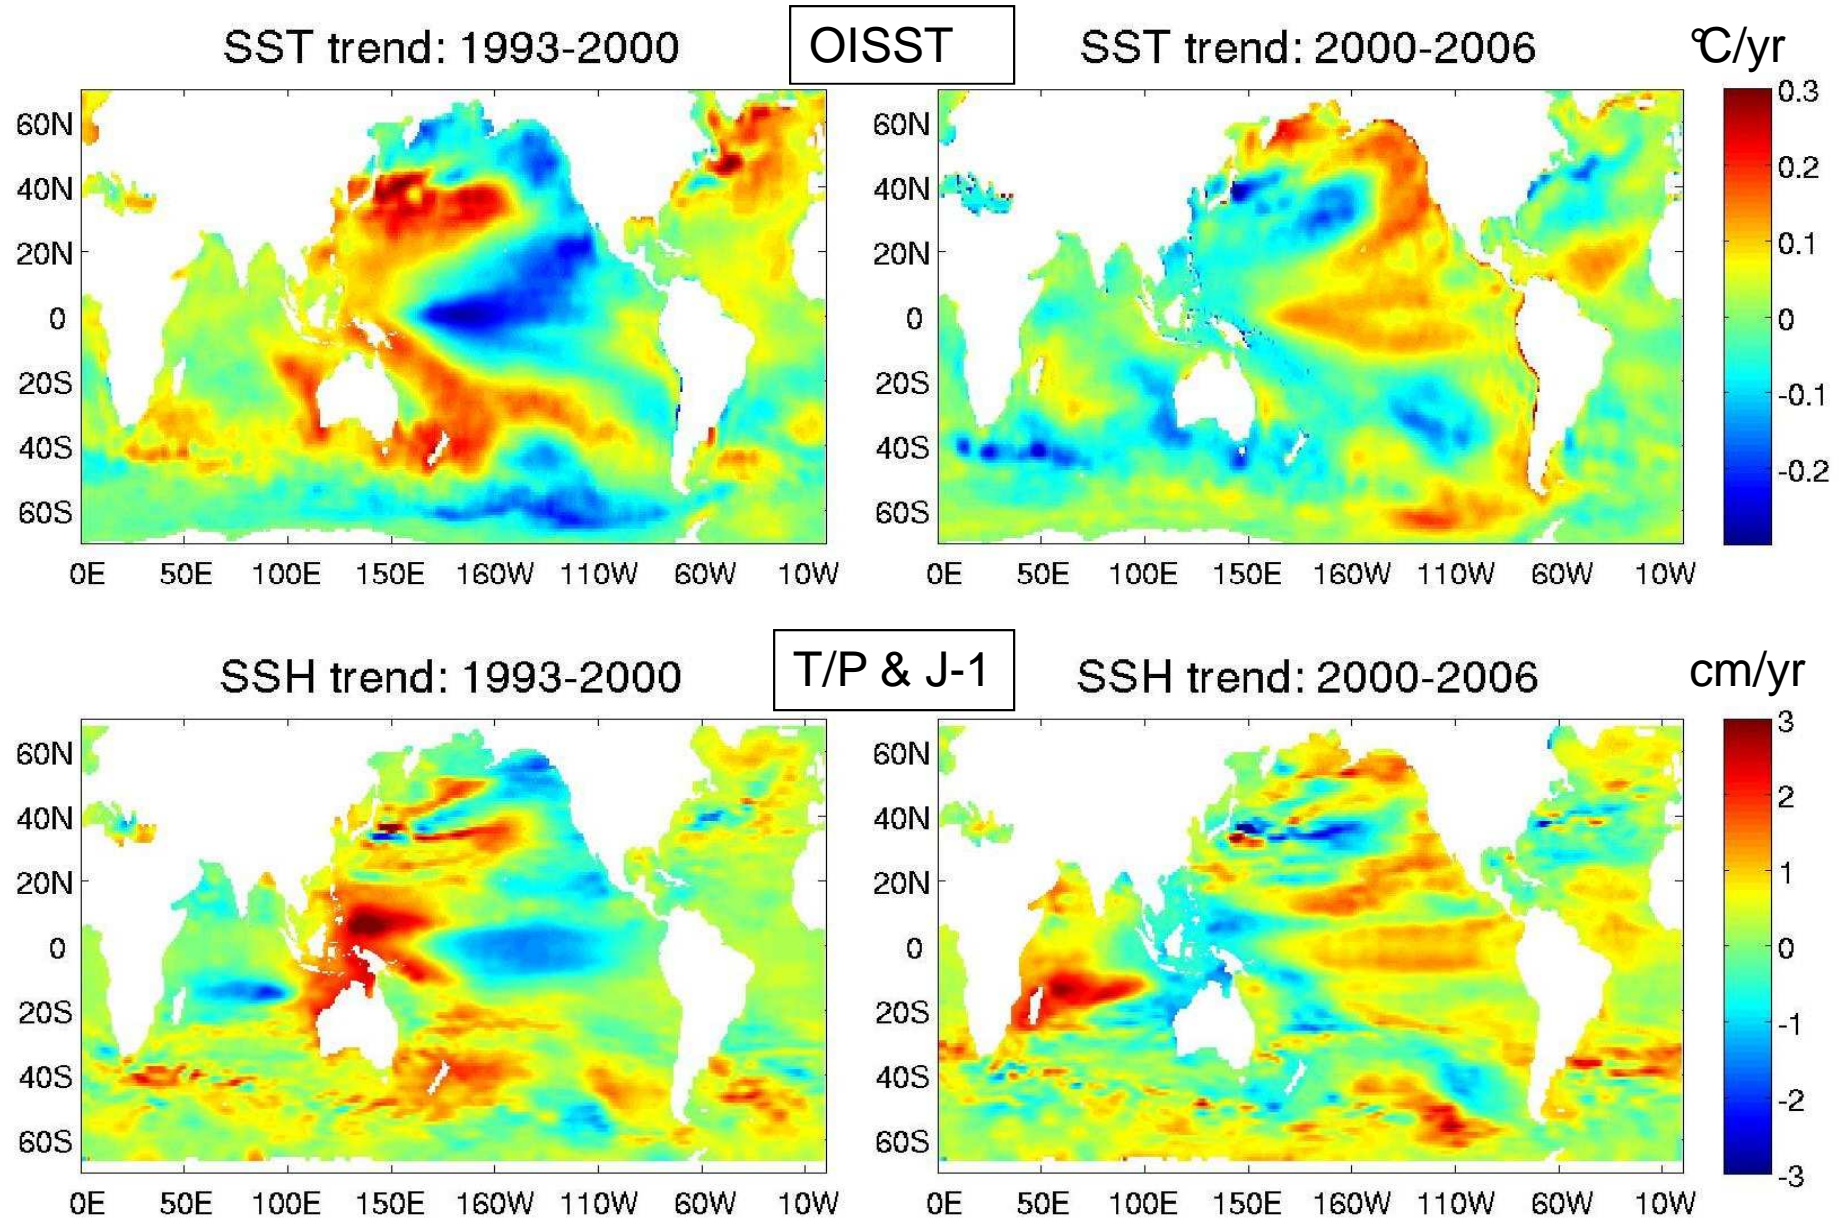 SST trend: 1993-2000
OISST
SST trend: 2000-2006
°C/yr
60N
40N
20N
0
20S
40S
60S
0E 50E 100E 150E 160W 110W 60W 10W
60N
40N
20N
0
20S
40S
60S
0E 50E 100E 150E 160W 110W 60W 10W
0.3
0.2
0.1
0
-0.1
-0.2
SSH trend: 1993-2000
T/P & J-1
SSH trend: 2000-2006
cm/yr
60N
40N
20N
0
20S
40S
60S
0E 50E 100E 150E 160W 110W 60W 10W
60N
40N
20N
0
20S
40S
60S
0E 50E 100E 150E 160W 110W 60W 10W
3
2
1
0
-1
-2
-3